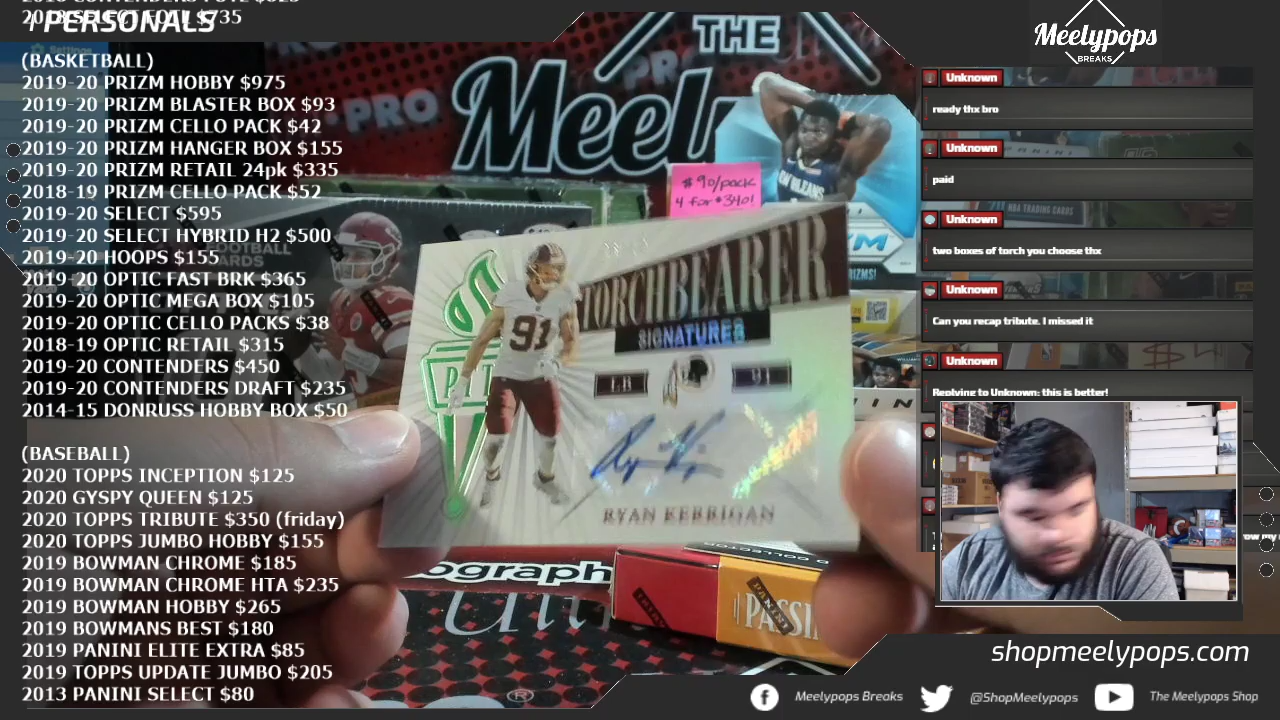 PERSONALS
(BASKETBALL)
2019-20 PRIZM HOBBY $975
2019-20 PRIZM BLASTER BOX $93
2019-20 PRIZM CELLO PACK $42
2019-20 PRIZM HANGER BOX $155
2019-20 PRIZM RETAIL 24pk $335
2018-19 PRIZM CELLO PACK $52
2019-20 SELECT $595
2019-20 SELECT HYBRID H2 $500
2019-20 HOOPS $155
2019-20 OPTIC FAST BRK $365
2019-20 OPTIC MEGA BOX $105
2019-20 OPTIC CELLO PACKS $38
2018-19 OPTIC RETAIL $315
2019-20 CONTENDERS $450
2019-20 CONTENDERS DRAFT $235
2014-15 DONRUSS HOBBY BOX $50
(BASEBALL)
2020 TOPPS INCEPTION $125
2020 GYSPY QUEEN $125
2020 TOPPS TRIBUTE $350 (friday)
2020 TOPPS JUMBO HOBBY $155
2019 BOWMAN CHROME $185
2019 BOWMAN CHROME HTA $235
2019 BOWMAN HOBBY $265
2019 BOWMANS BEST $180
2019 PANINI ELITE EXTRA $85
2019 TOPPS UPDATE JUMBO $205
2013 PANINI SELECT $80
THE
Meely
PRO
$90/pack
4 for $340!
TORCHBEARER
SIGNATURES
LB
91
91
RYAN KERRIGAN
Meelypops
BREAKS
Unknown
ready thx bro
Unknown
paid
Unknown
two boxes of torch you choose thx
Unknown
Can you recap tribute. I missed it
Unknown
Replying to Unknown: this is better!
NBA TRADING CARDS
PANINI
shopmeelypops.com
Meelypops Breaks
@ShopMeelypops
The Meelypops Shop